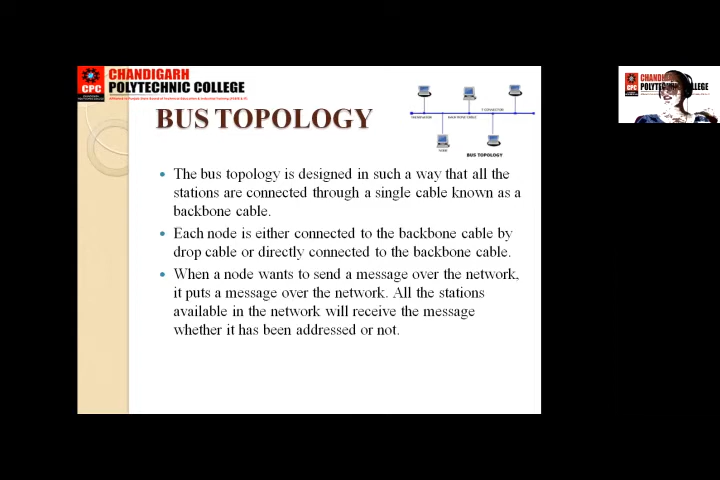 CHANDIGARH
POLYTECHNIC COLLEGE
CPC
BUS TOPOLOGY
T CONNECTOR
NODE
BUS TOPOLOGY
• The bus topology is designed in such a way that all the
stations are connected through a single cable known as a
backbone cable.
• Each node is either connected to the backbone cable by
drop cable or directly connected to the backbone cable.
• When a node wants to send a message over the network,
it puts a message over the network. All the stations
available in the network will receive the message
whether it has been addressed or not.